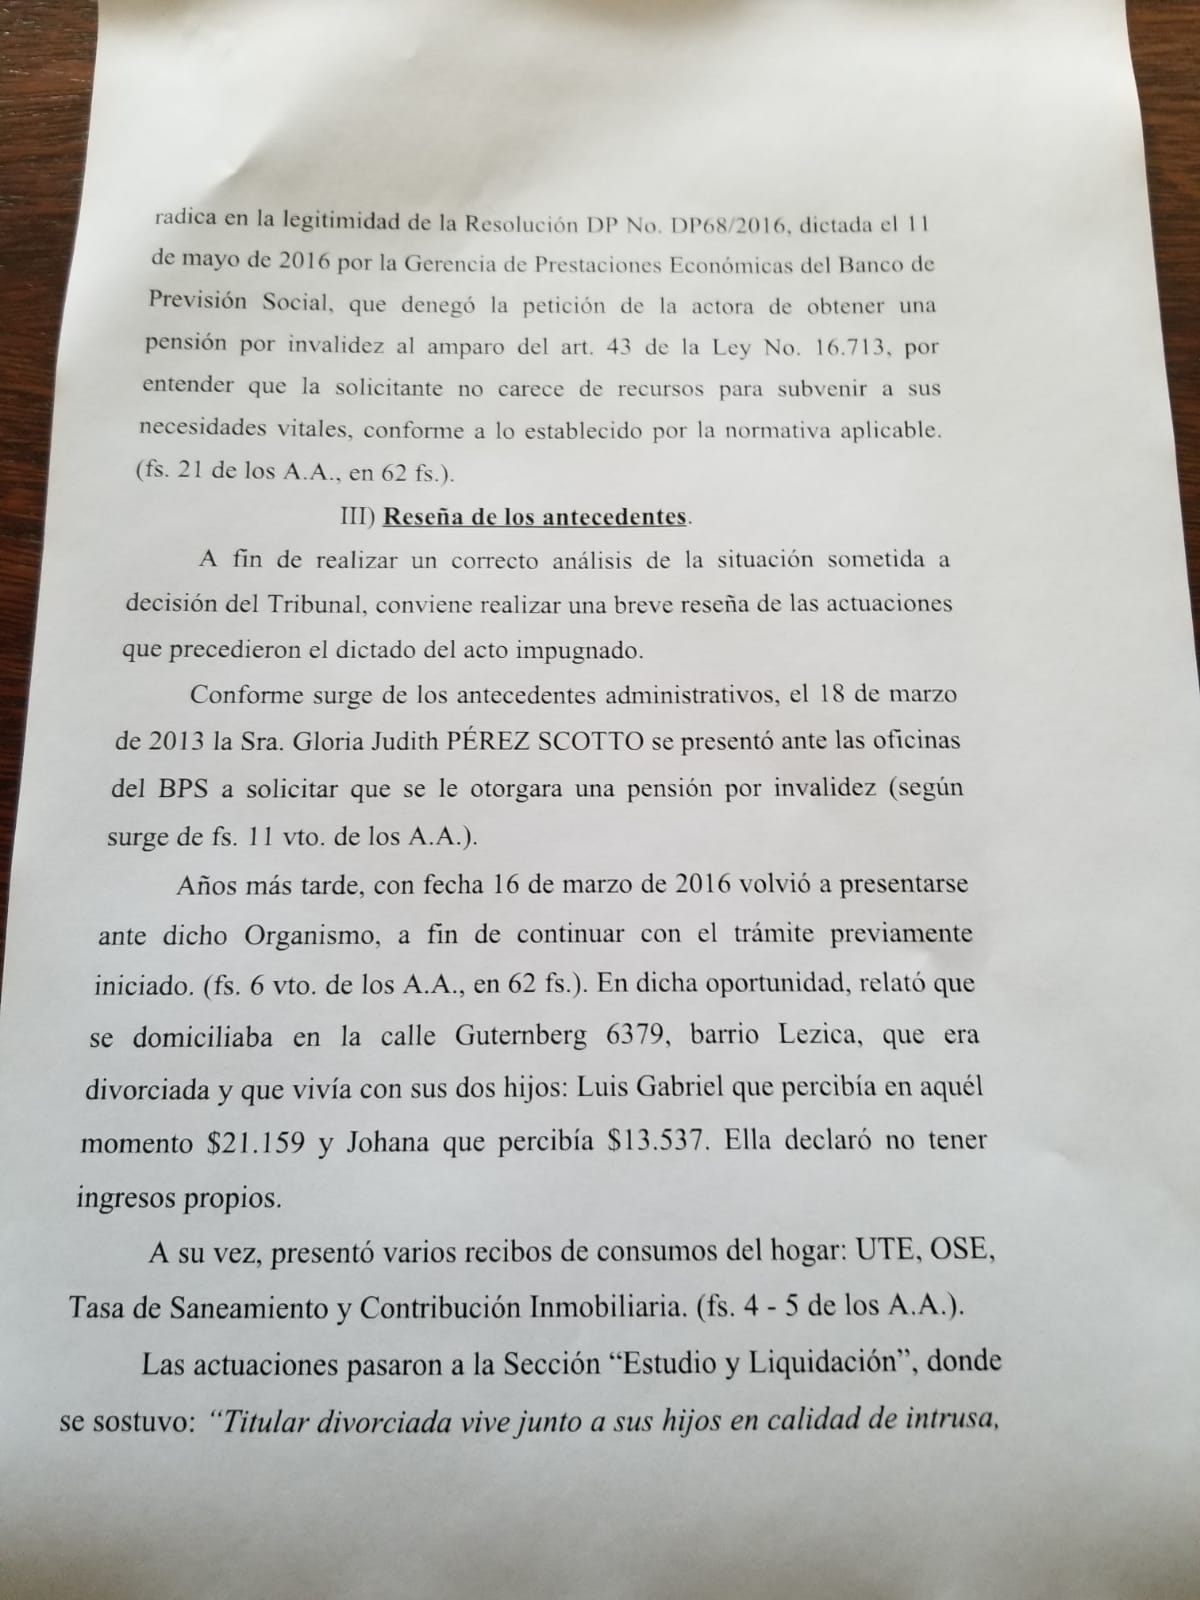 radica en la legitimidad de la Resolución DP No. DP68/2016, dictada el 11
de mayo de 2016 por la Gerencia de Prestaciones Económicas del Banco de
Previsión Social, que denegó la petición de la actora de obtener una
pensión por invalidez al amparo del art. 43 de la Ley No. 16.713, por
entender que la solicitante no carece de recursos para subvenir a sus
necesidades vitales, conforme a lo establecido por la normativa aplicable.
(fs. 21 de los A.A., en 62 fs.).
III) Reseña de los antecedentes.
A fin de realizar un correcto análisis de la situación sometida a
decisión del Tribunal, conviene realizar una breve reseña de las actuaciones
que precedieron el dictado del acto impugnado.
Conforme surge de los antecedentes administrativos, el 18 de marzo
de 2013 la Sra. Gloria Judith PÉREZ SCOTTO se presentó ante las oficinas
del BPS a solicitar que se le otorgara una pensión por invalidez (según
surge de fs. 11 vto. de los A.A.).
Años más tarde, con fecha 16 de marzo de 2016 volvió a presentarse
ante dicho Organismo, a fin de continuar con el trámite previamente
iniciado. (fs. 6 vto. de los A.A., en 62 fs.). En dicha oportunidad, relató que
se domiciliaba en la calle Guternberg 6379, barrio Lezica, que era
divorciada y que vivía con sus dos hijos: Luis Gabriel que percibía en aquél
momento $21.159 y Johana que percibía $13.537. Ella declaró no tener
ingresos propios.
A su vez, presentó varios recibos de consumos del hogar: UTE, OSE,
Tasa de Saneamiento y Contribución Inmobiliaria. (fs. 4 - 5 de los A.A.).
Las actuaciones pasaron a la Sección “Estudio y Liquidación”, donde
se sostuvo: “Titular divorciada vive junto a sus hijos en calidad de intrusa,